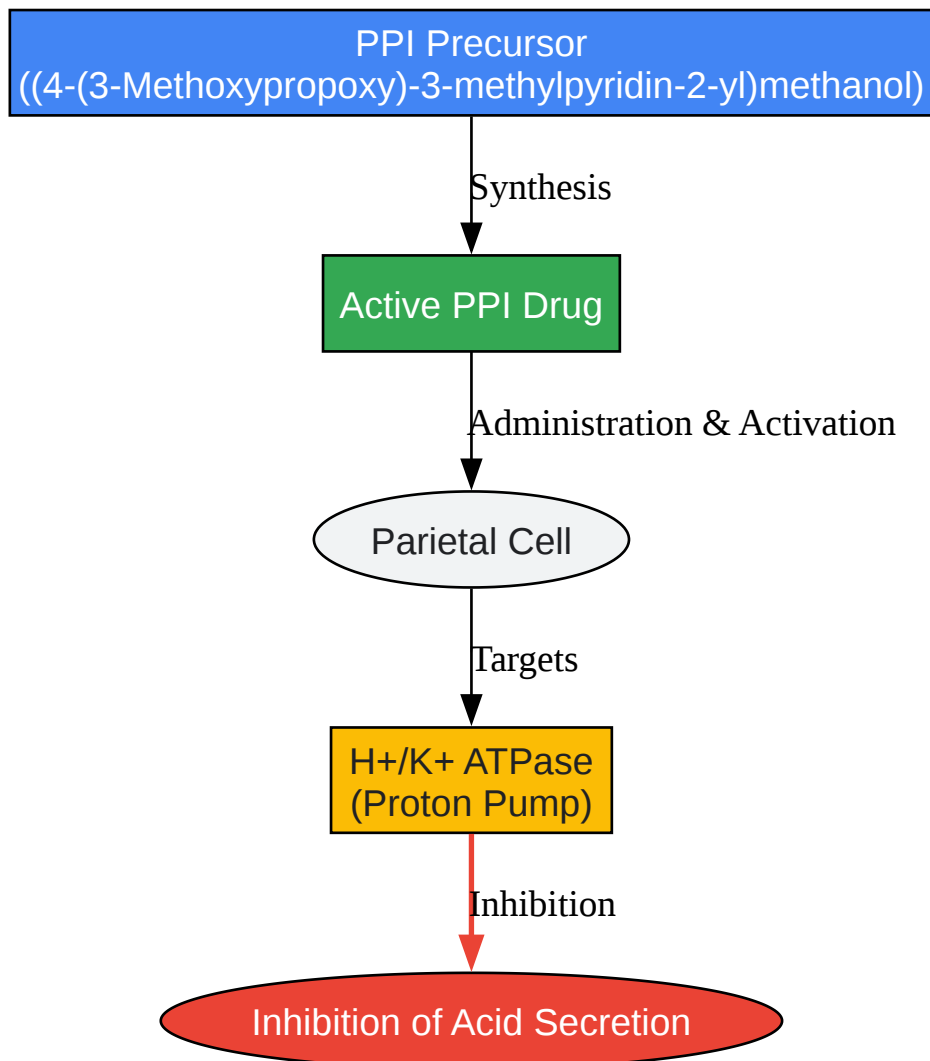 PPI Precursor
((4-(3-Methoxypropoxy)-3-methylpyridin-2-yl)methanol)
Synthesis
Active PPI Drug
Administration & Activation
Parietal Cell
Targets
H+/K+ ATPase
(Proton Pump)
Inhibition
Inhibition of Acid Secretion